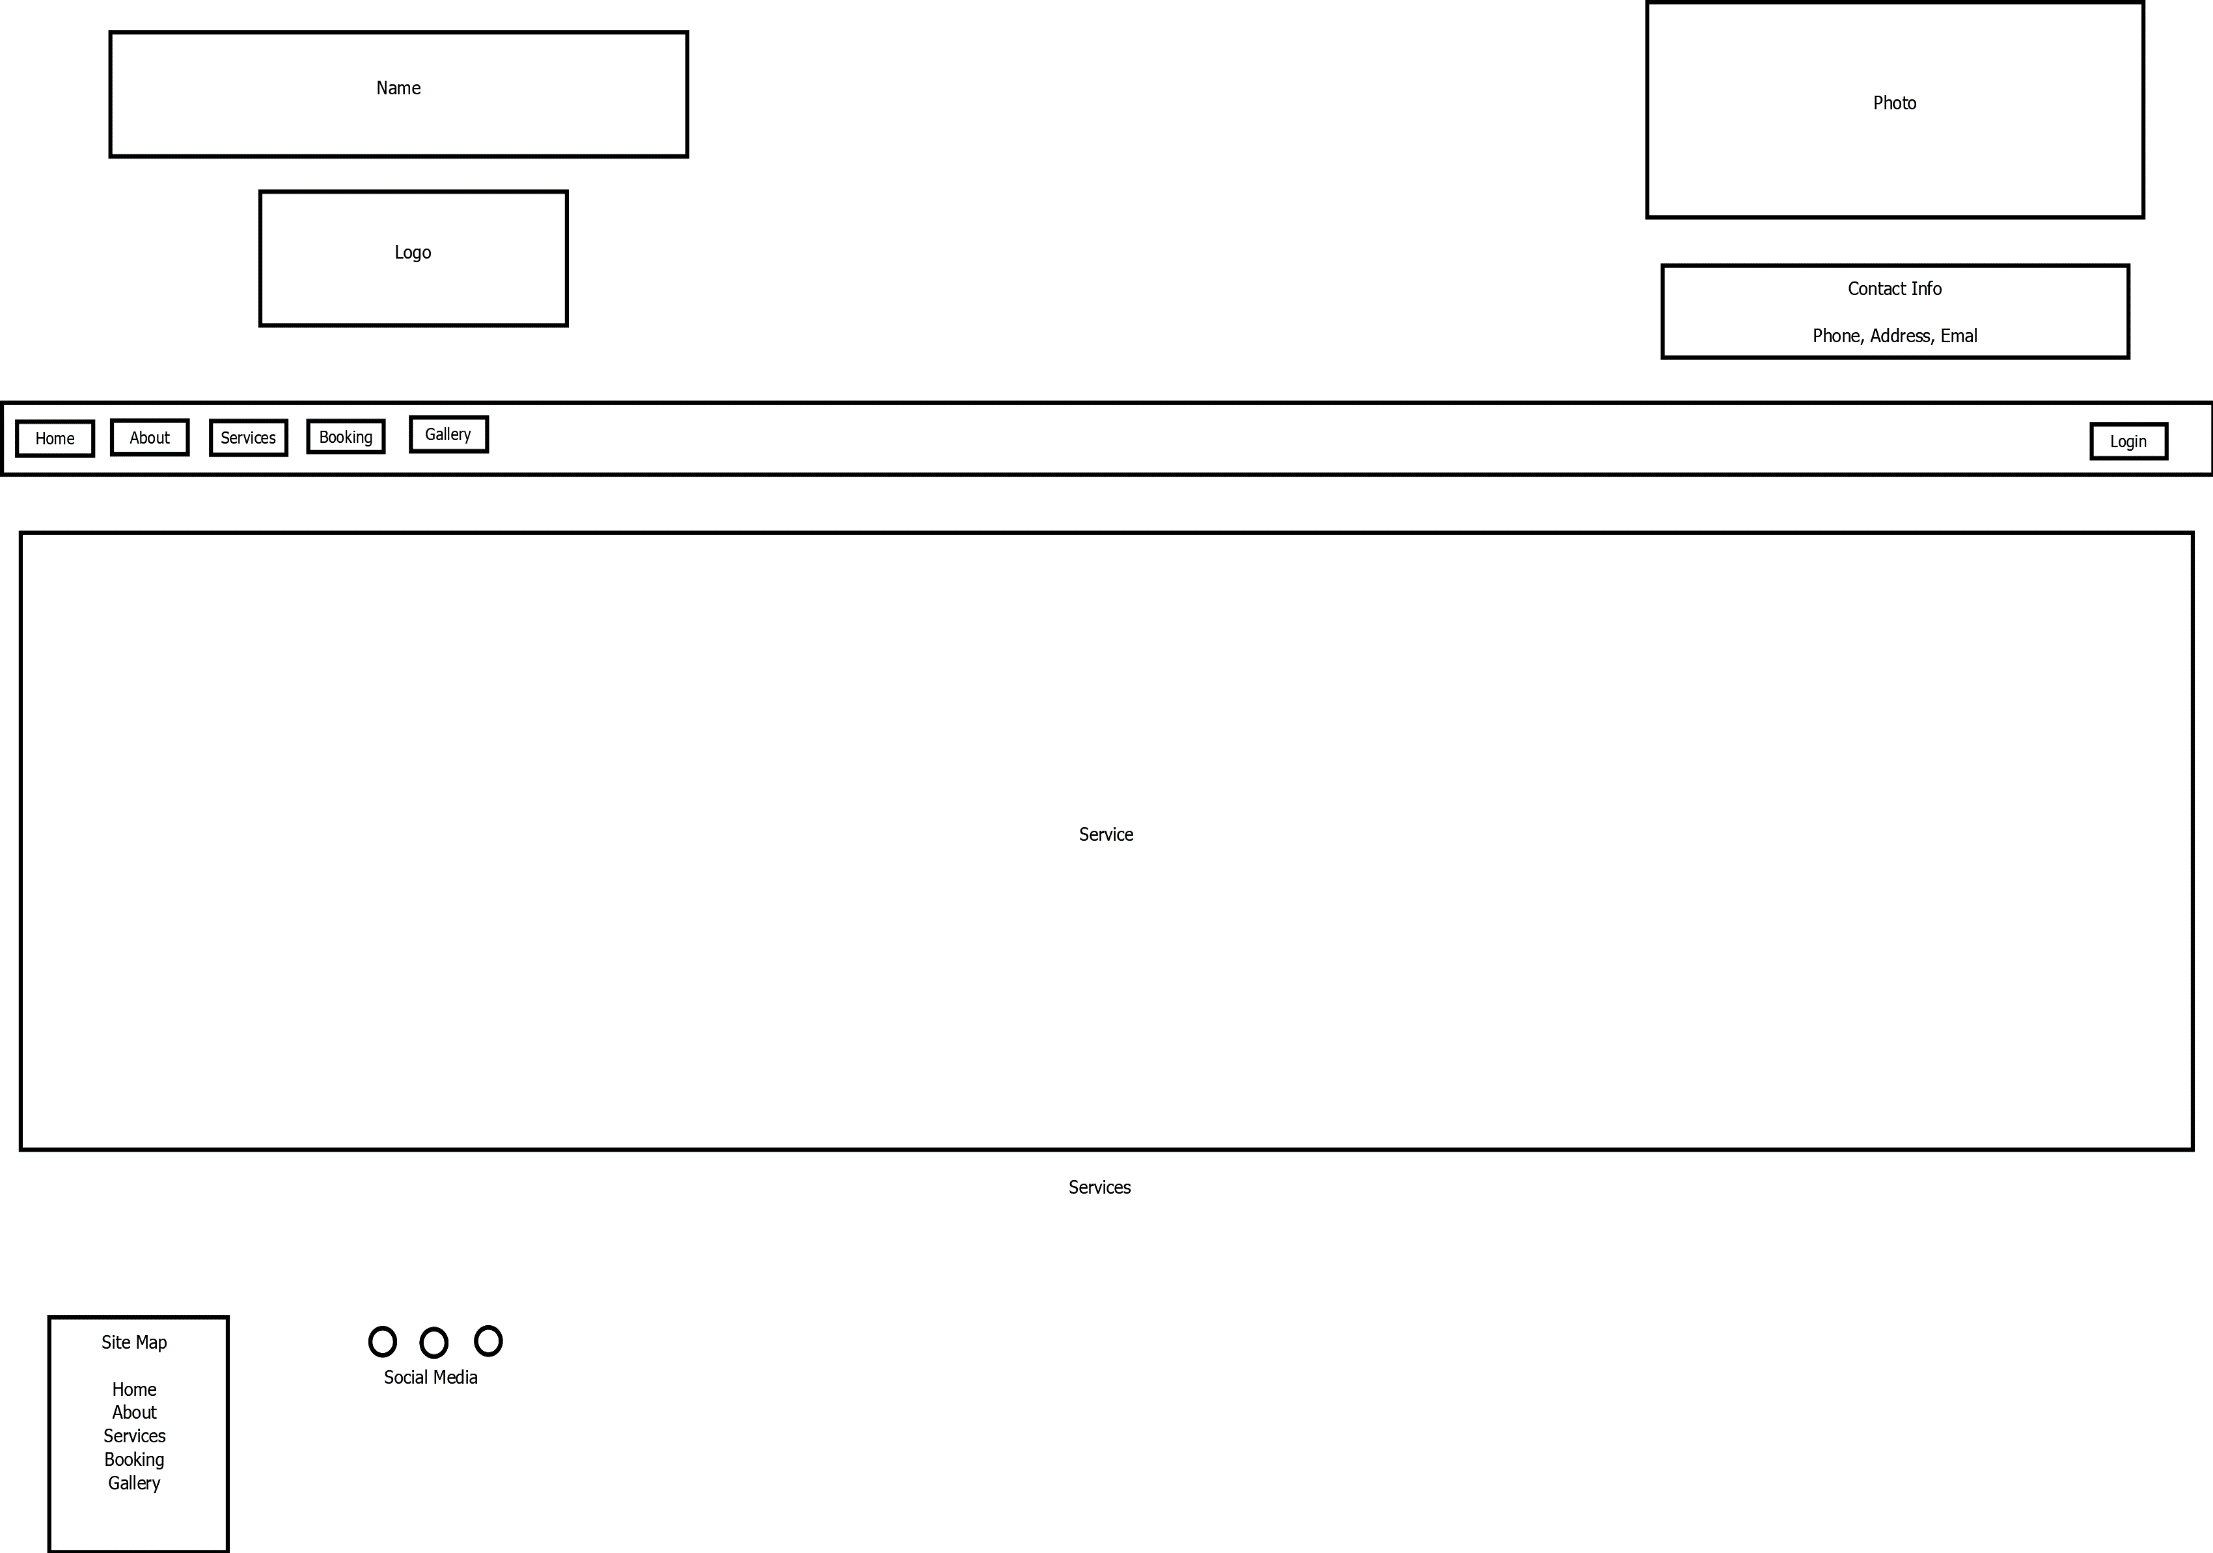 Name
Photo
Logo
Contact Info
Phone, Address, Emal
Home
About
Services
Booking
Gallery
Login
Service
Services
Site Map
Home
About
Services
Booking
Gallery
Social Media